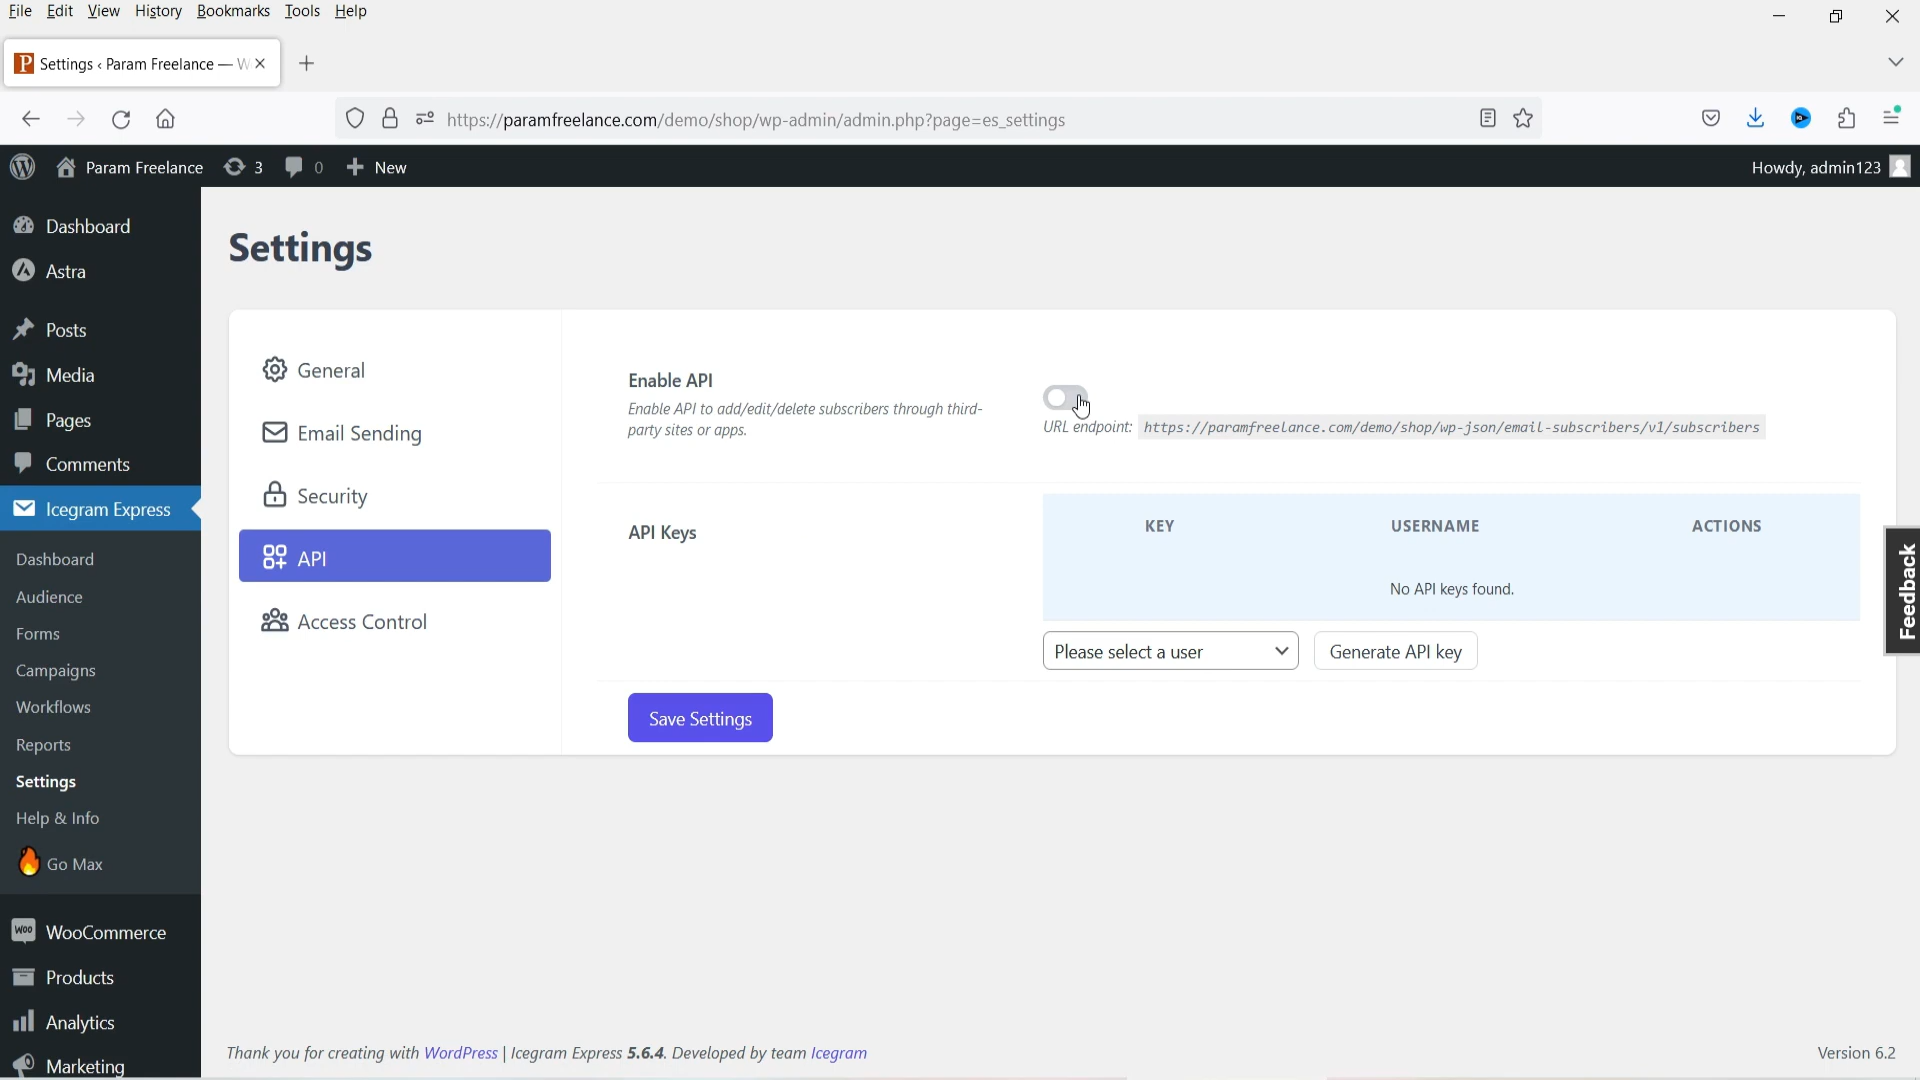 File Edit View History Bookmarks Tools Help
Settings ‹ Param Freelance — W
https://paramfreelance.com/demo/shop/wp-admin/admin.php?page=es_settings
Param Freelance 3 0 New
Howdy, admin123
Dashboard
Astra
Posts
Media
Pages
Comments
Icegram Express
Dashboard
Audience
Forms
Campaigns
Workflows
Reports
Settings
Help & Info
Go Max
WooCommerce
Products
Analytics
Marketing
Settings
General
Email Sending
Security
API
Access Control
Enable API
Enable API to add/edit/delete subscribers through third-
party sites or apps.
URL endpoint: https://paramfreelance.com/demo/shop/wp-json/email-subscribers/v1/subscribers
API Keys
KEY USERNAME ACTIONS
No API keys found.
Please select a user Generate API key
Save Settings
Feedback
Thank you for creating with WordPress | Icegram Express 5.6.4. Developed by team Icegram
Version 6.2